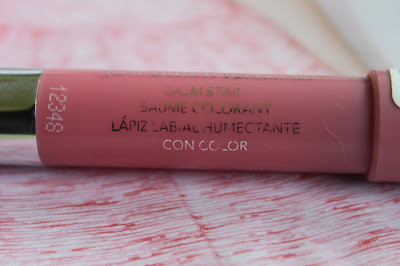 BALM STAIN
BAUME COLORANT
LÁPIZ LABIAL HUMECTANTE
CON COLOR
12348